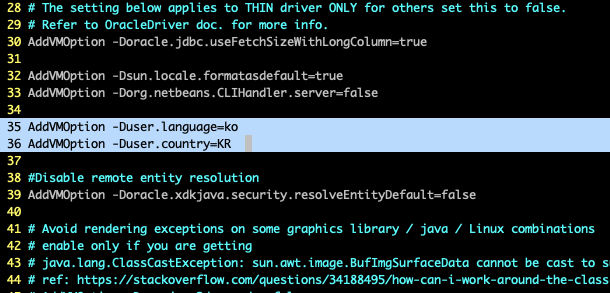 28 # The setting below applies to THIN driver ONLY for others set this to false.
29 # Refer to OracleDriver doc. for more info.
30 AddVMOption -Doracle.jdbc.useFetchSizeWithLongColumn=true
31
32 AddVMOption -Dsun.locale.formatasdefault=true
33 AddVMOption -Dorg.netbeans.CLIHandler.server=false
34
35 AddVMOption -Duser.language=ko
36 AddVMOption -Duser.country=KR
37
38 #Disable remote entity resolution
39 AddVMOption -Doracle.xdkjava.security.resolveEntityDefault=false
40
41 # Avoid rendering exceptions on some graphics library / java / Linux combinations
42 # enable only if you are getting
43 # java.lang.ClassCastException: sun.awt.image.BufImgSurfaceData cannot be cast to s
44 # ref: https://stackoverflow.com/questions/34188495/how-can-i-work-around-the-class